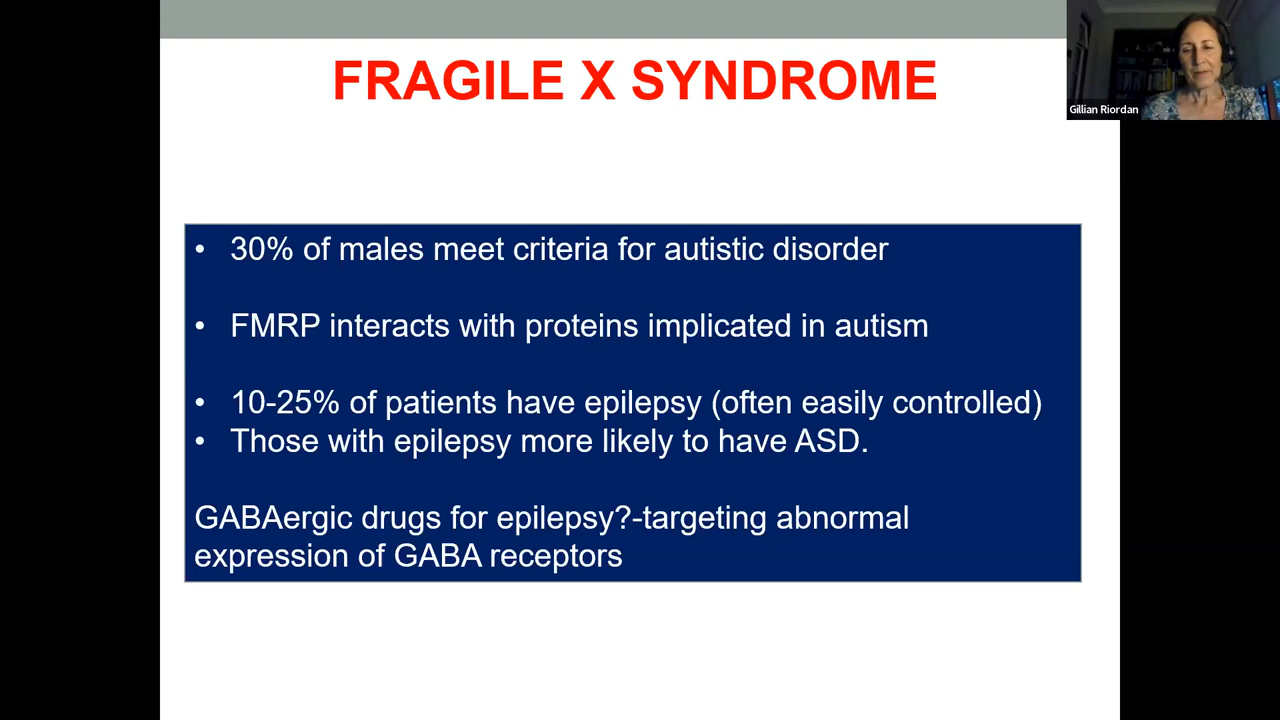 FRAGILE X SYNDROME
Gillian Riordan
• 30% of males meet criteria for autistic disorder
• FMRP interacts with proteins implicated in autism
• 10-25% of patients have epilepsy (often easily controlled)
• Those with epilepsy more likely to have ASD.
GABAergic drugs for epilepsy?-targeting abnormal
expression of GABA receptors